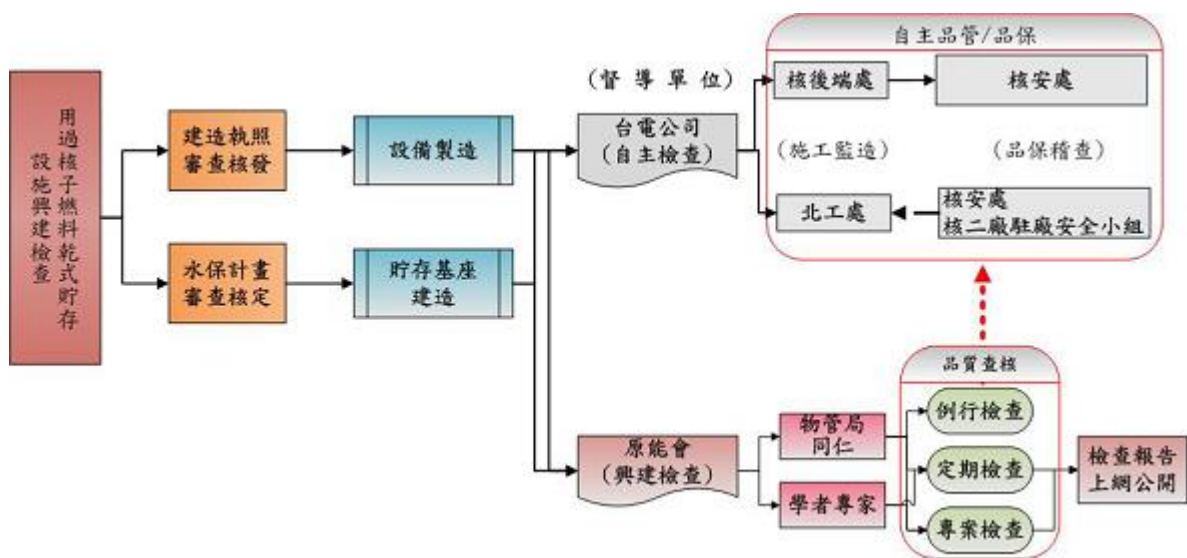 用過核子燃料乾式貯存
設施興建檢查
建造執照
審查核發
水保計畫
審查核定
設備製造
貯存基座
建造
(督導單位)
台電公司
(自主檢查)
自主品管/品保
核後端處
核安處
(施工監造)
(品保稽查)
北工處
核安處
核二廠駐廠安全小組
原能會
(興建檢查)
物管局
同仁
學者專家
品質查核
例行檢查
定期檢查
專案檢查
檢查報告
上網公開